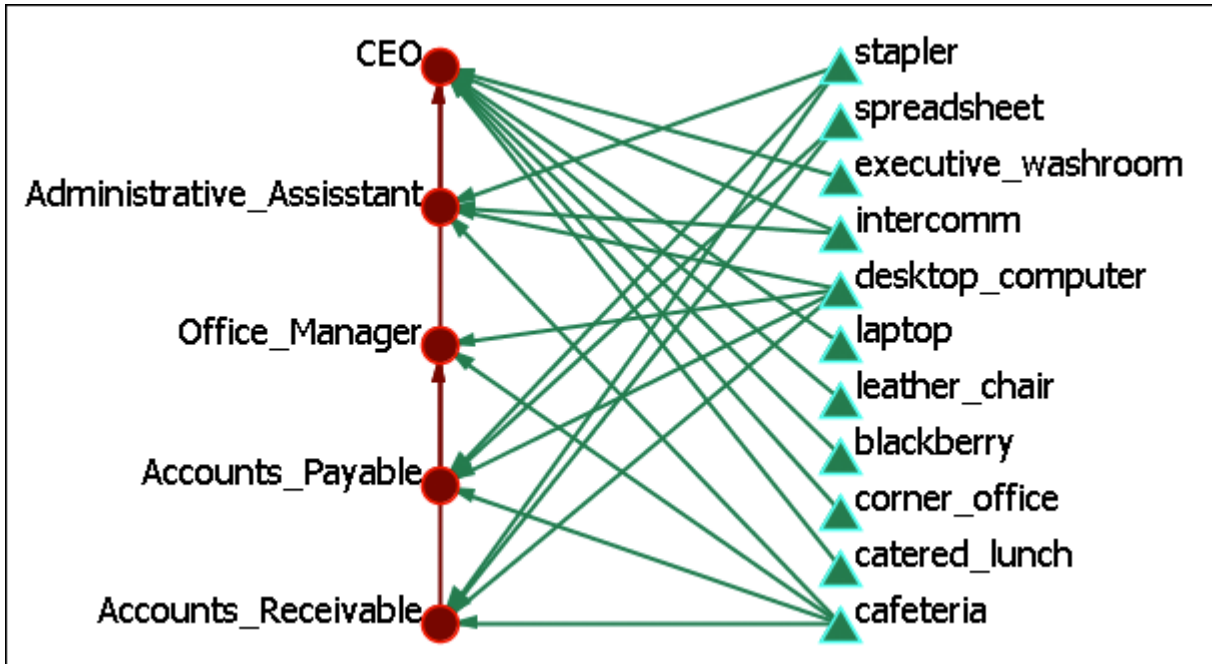 CEO
Administrative_Assisstant
Office_Manager
Accounts_Payable
Accounts_Receivable
stapler
spreadsheet
executive_washroom
intercomm
desktop_computer
laptop
leather_chair
blackberry
corner_office
catered_lunch
cafeteria